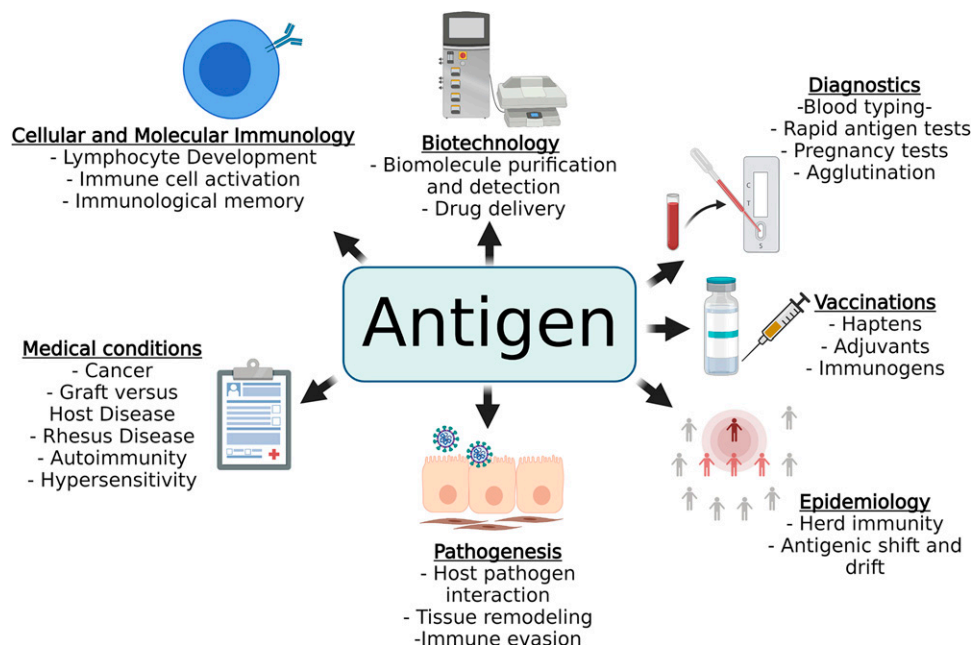 Cellular and Molecular Immunology
- Lymphocyte Development
- Immune cell activation
- Immunological memory
Biotechnology
- Biomolecule purification
and detection
- Drug delivery
Diagnostics
-Blood typing-
- Rapid antigen tests
- Pregnancy tests
- Agglutination
C
T
S
Antigen
Vaccinations
- Haptens
- Adjuvants
- Immunogens
Medical conditions
- Cancer
- Graft versus
Host Disease
- Rhesus Disease
- Autoimmunity
- Hypersensitivity
Pathogenesis
- Host pathogen
interaction
- Tissue remodeling
-Immune evasion
Epidemiology
- Herd immunity
- Antigenic shift and
drift